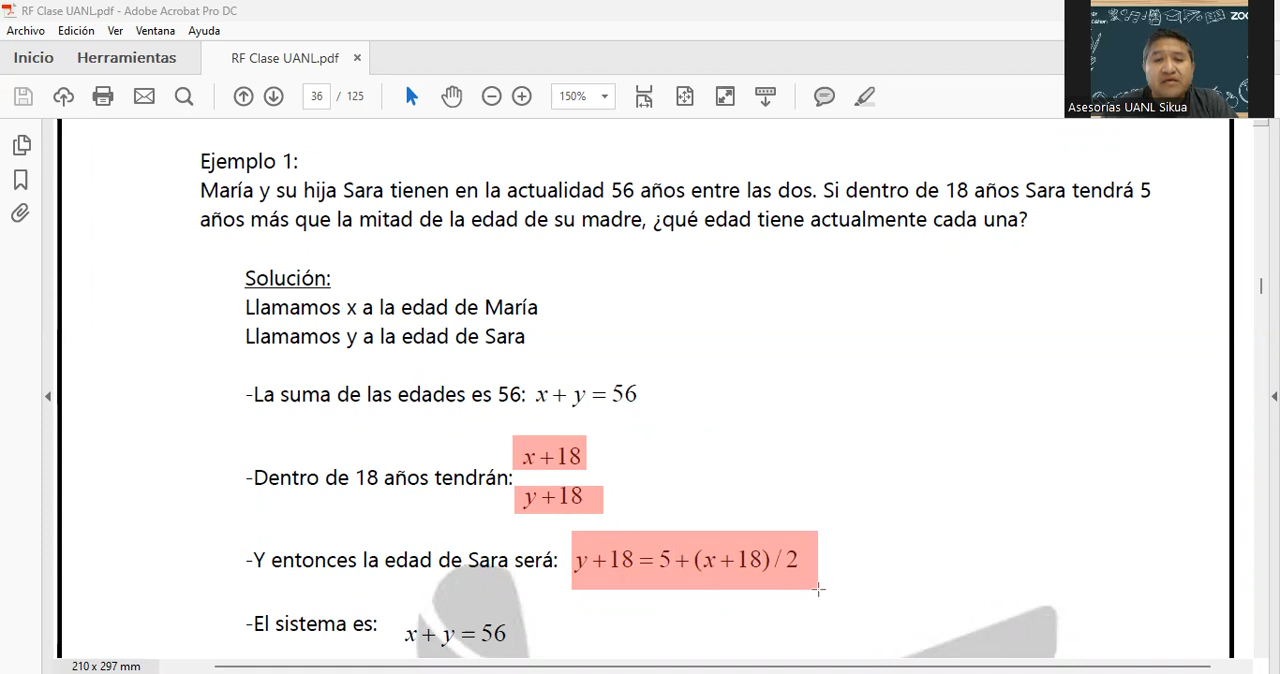 RF Clase UANL.pdf - Adobe Acrobat Pro DC
Archivo Edición Ver Ventana Ayuda
Inicio Herramientas RF Clase UANL.pdf ×
36 / 125 150%
Asesorías UANL Sikua
Ejemplo 1:
María y su hija Sara tienen en la actualidad 56 años entre las dos. Si dentro de 18 años Sara tendrá 5
años más que la mitad de la edad de su madre, ¿qué edad tiene actualmente cada una?
Solución:
Llamamos x a la edad de María
Llamamos y a la edad de Sara
-La suma de las edades es 56: x + y = 56
x + 18
-Dentro de 18 años tendrán:
y + 18
-Y entonces la edad de Sara será: y + 18 = 5 + (x + 18) / 2
-El sistema es: x + y = 56
210 x 297 mm